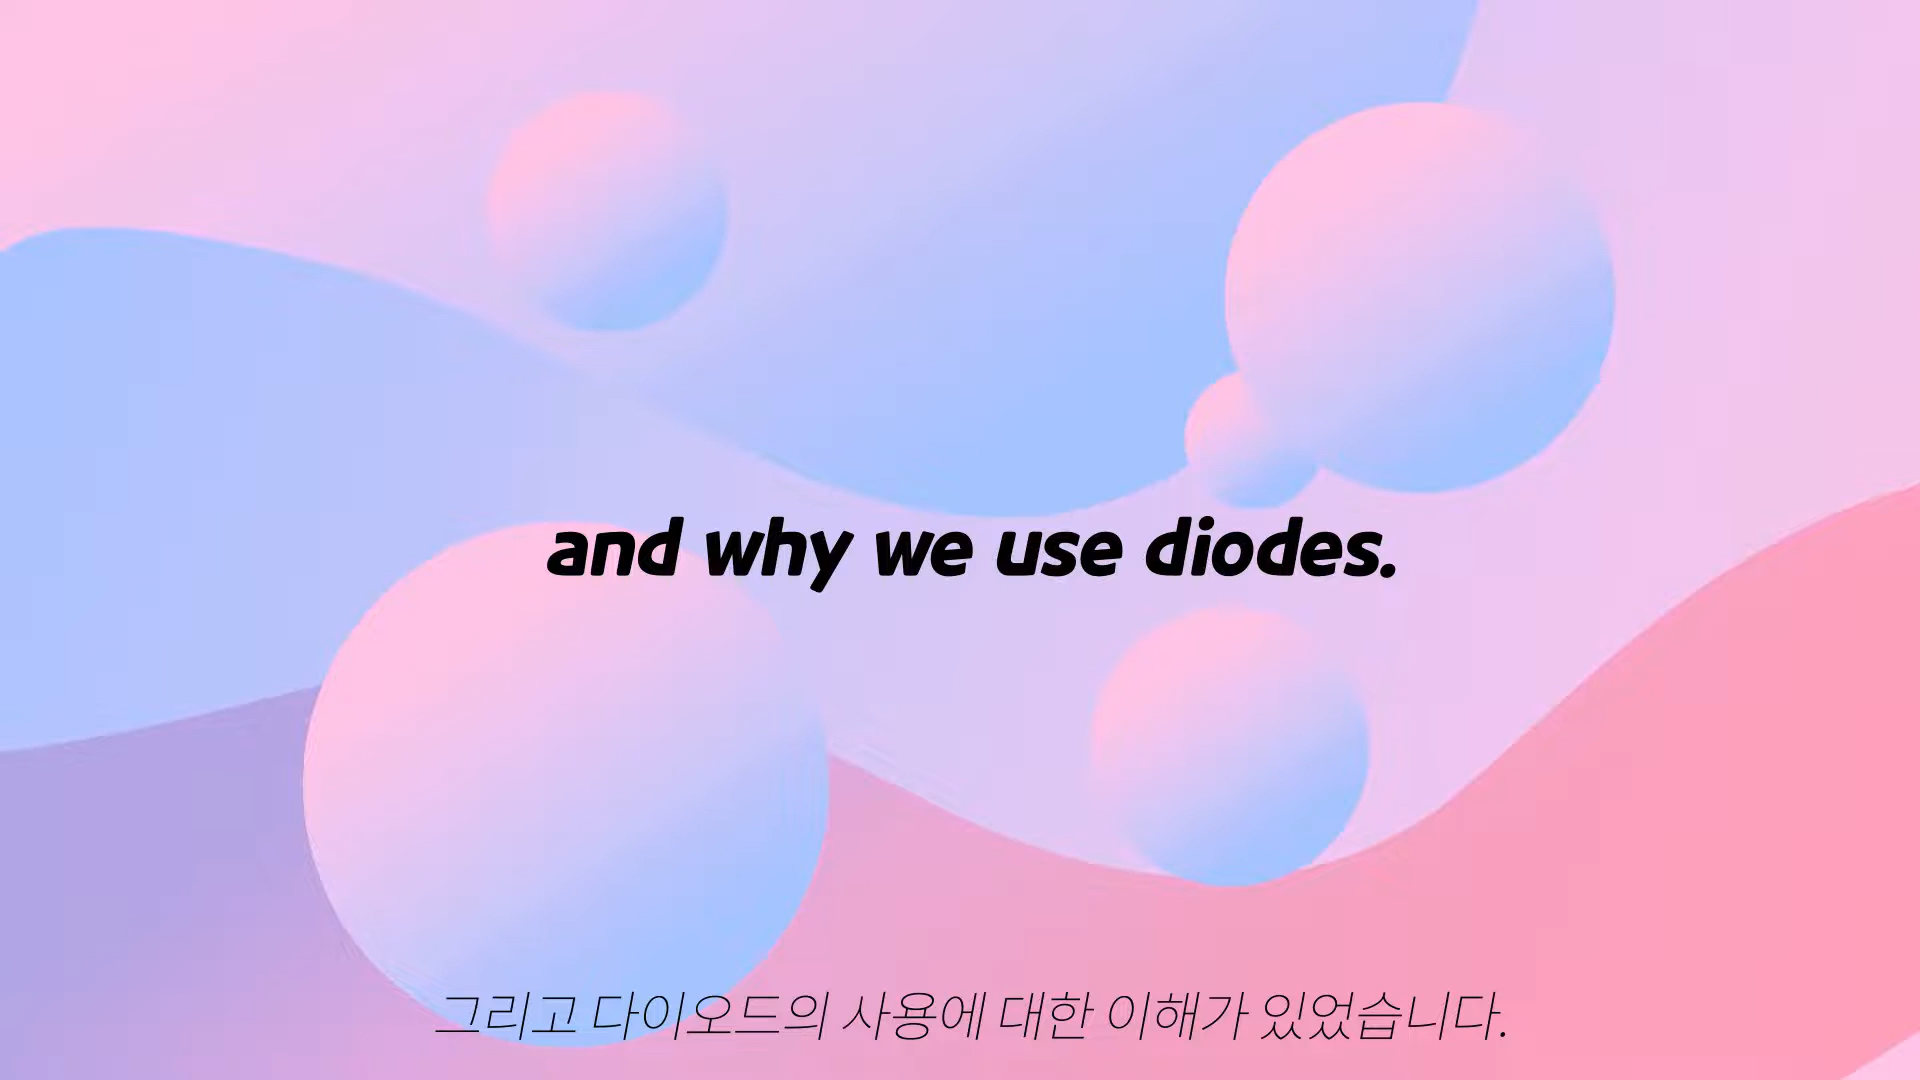 and why we use diodes.
그리고 다이오드의 사용에 대한 이해가 있었습니다.